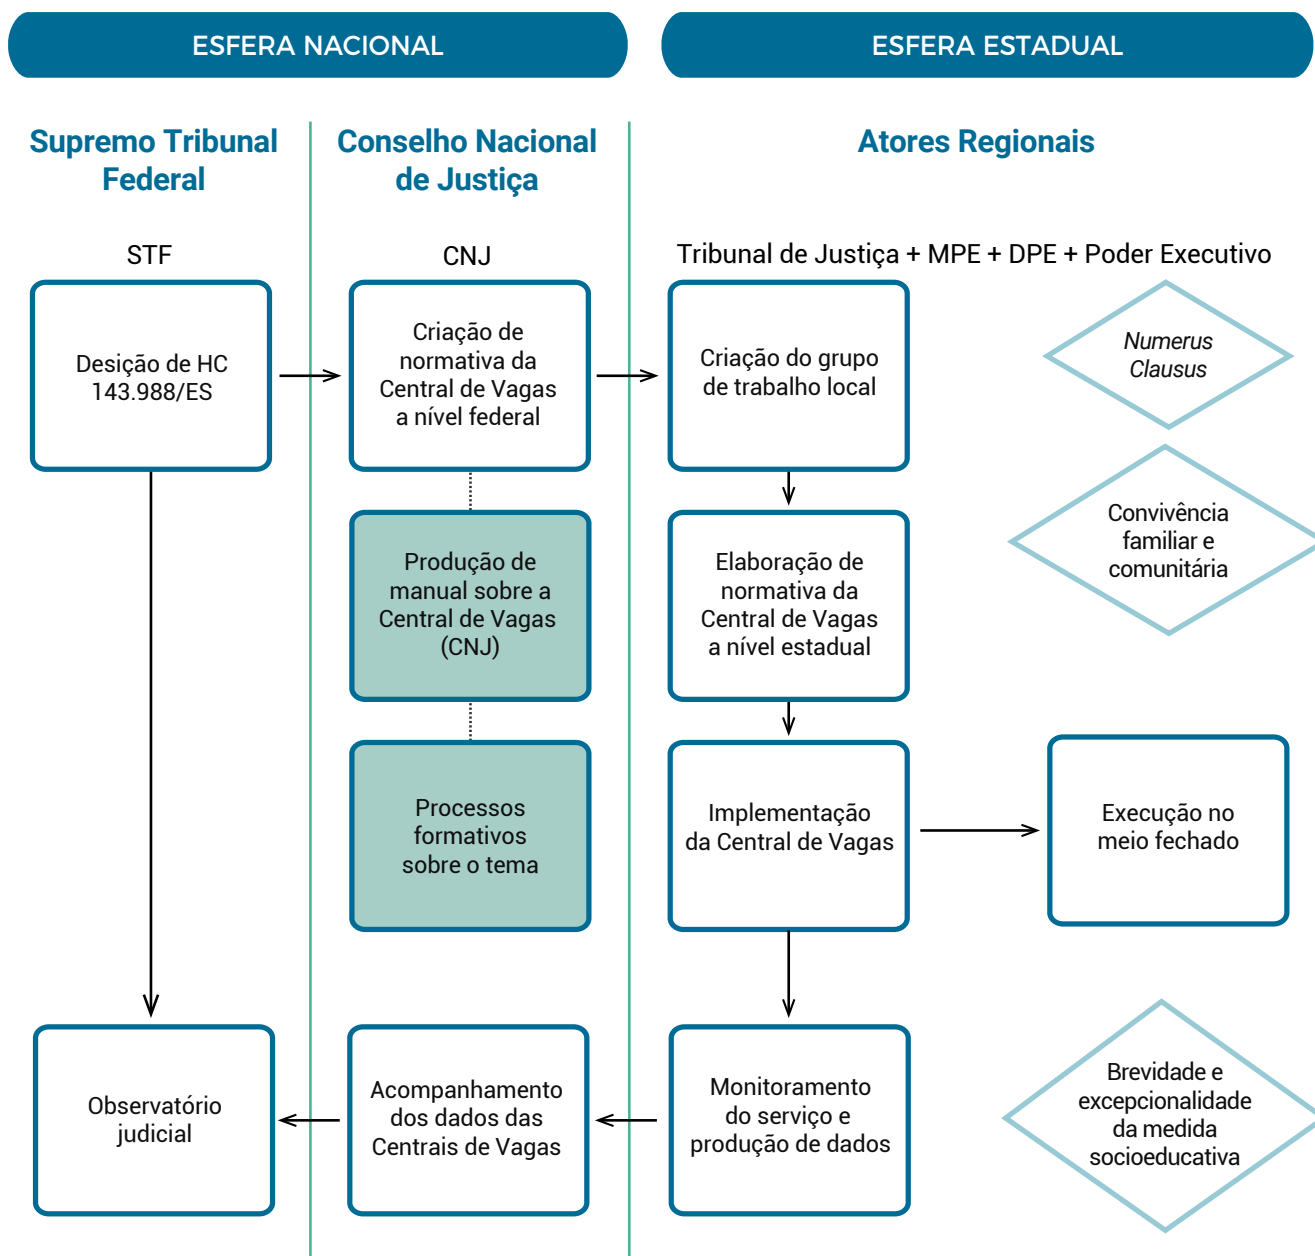 ESFERA NACIONAL
ESFERA ESTADUAL
Supremo Tribunal
Federal
Conselho Nacional
de Justiça
Atores Regionais
STF
CNJ
Tribunal de Justiça + MPE + DPE + Poder Executivo
Desição de HC
143.988/ES
Criação de
normativa da
Central de Vagas
a nível federal
Criação do grupo
de trabalho local
Numerus
Clausus
Produção de
manual sobre a
Central de Vagas
(CNJ)
Elaboração de
normativa da
Central de Vagas
a nível estadual
Convivência
familiar e
comunitária
Processos
formativos
sobre o tema
Implementação
da Central de Vagas
Execução no
meio fechado
Observatório
judicial
Acompanhamento
dos dados das
Centrais de Vagas
Monitoramento
do serviço e
produção de dados
Brevidade e
excepcionalidade
da medida
socioeducativa